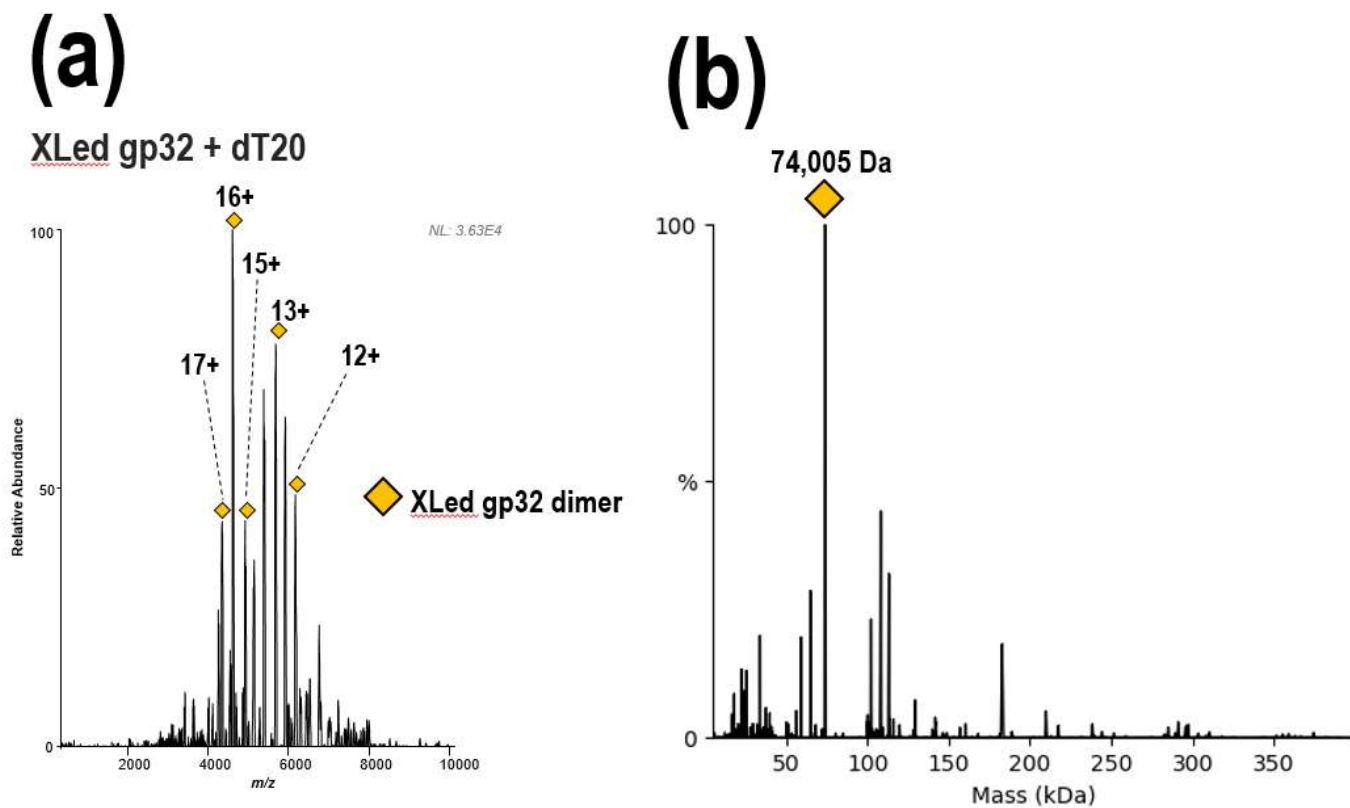 (a)
XLed gp32 + dT20
16+
NL: 3.63E4
100
15+
13+
17+
12+
Relative Abundance
50
XLed gp32 dimer
0
2000
4000
6000
8000
10000
m/z
(b)
74,005 Da
100
%
0
50
100
150
200
250
300
350
Mass (kDa)